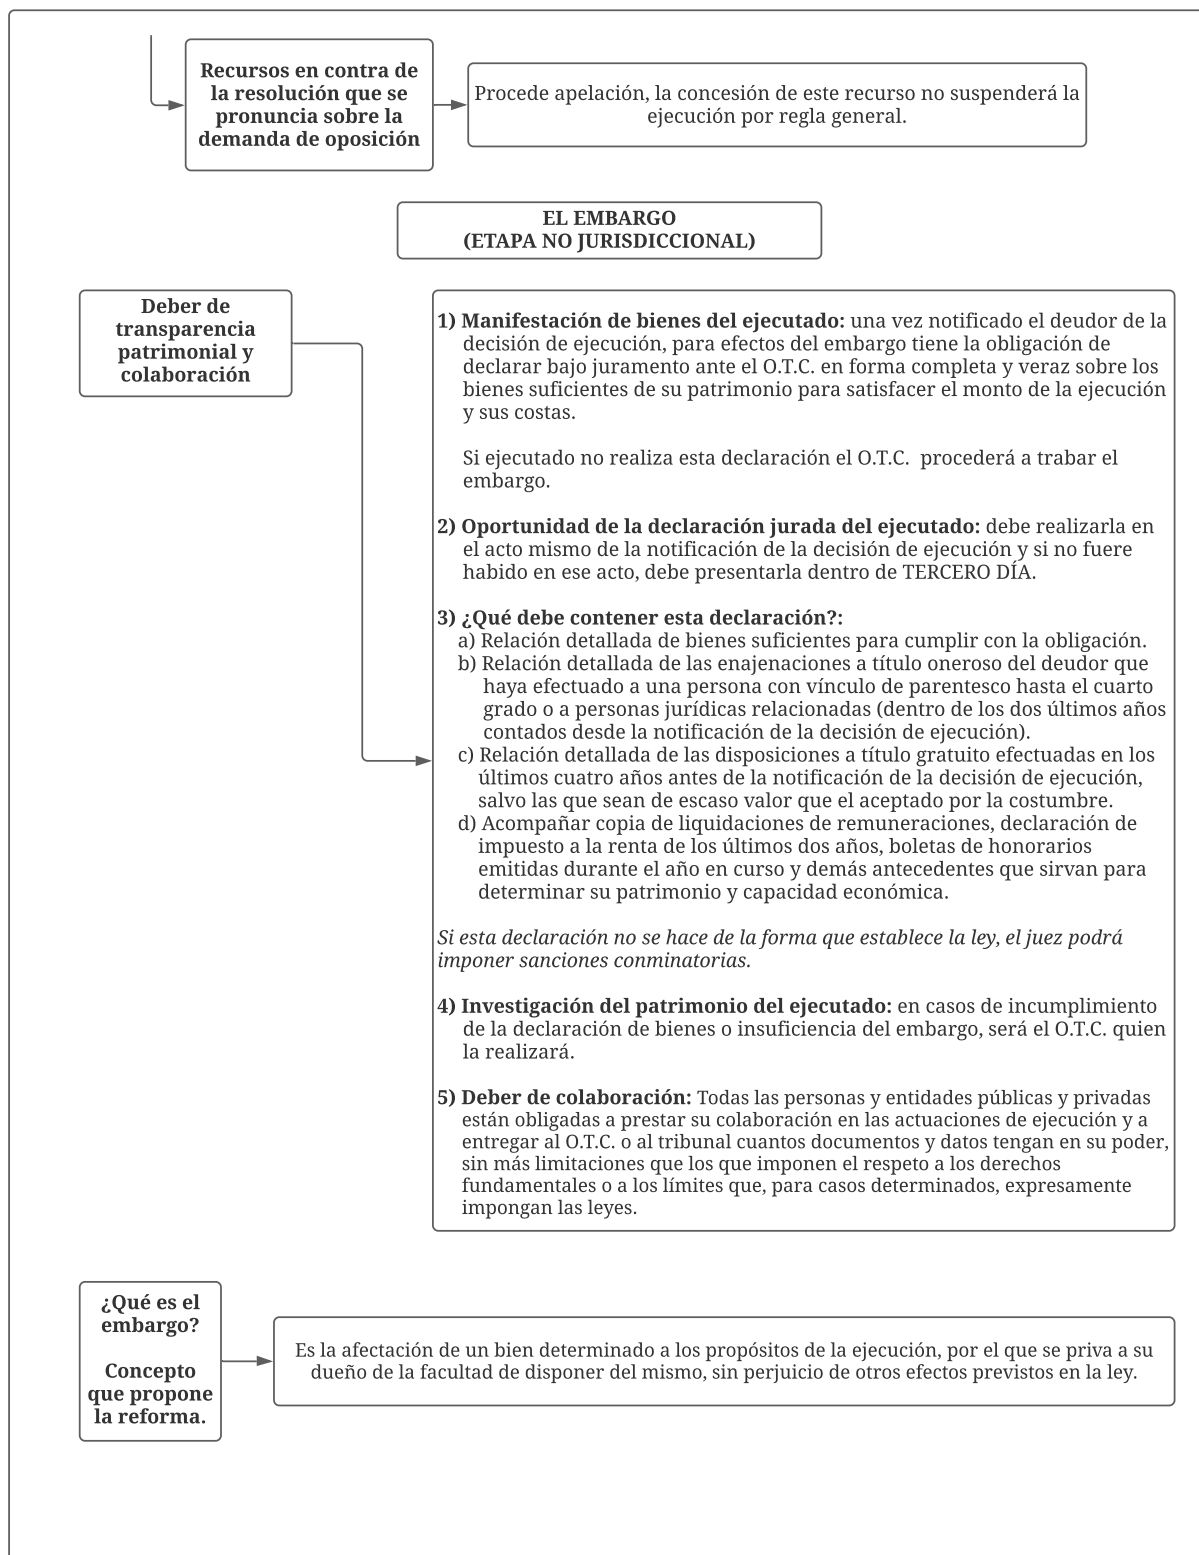 Recursos en contra de
la resolución que se
pronuncia sobre la
demanda de oposición
Procede apelación, la concesión de este recurso no suspenderá la
ejecución por regla general.
EL EMBARGO
(ETAPA NO JURISDICCIONAL)
Deber de
transparencia
patrimonial y
colaboración
1) Manifestación de bienes del ejecutado: una vez notificado el deudor de la
decisión de ejecución, para efectos del embargo tiene la obligación de
declarar bajo juramento ante el O.T.C. en forma completa y veraz sobre los
bienes suficientes de su patrimonio para satisfacer el monto de la ejecución
y sus costas.
Si ejecutado no realiza esta declaración el O.T.C. procederá a trabar el
embargo.
2) Oportunidad de la declaración jurada del ejecutado: debe realizarla en
el acto mismo de la notificación de la decisión de ejecución y si no fuere
habido en ese acto, debe presentarla dentro de TERCERO DÍA.
3) ¿Qué debe contener esta declaración?:
a) Relación detallada de bienes suficientes para cumplir con la obligación.
b) Relación detallada de las enajenaciones a título oneroso del deudor que
haya efectuado a una persona con vínculo de parentesco hasta el cuarto
grado o a personas jurídicas relacionadas (dentro de los dos últimos años
contados desde la notificación de la decisión de ejecución).
c) Relación detallada de las disposiciones a título gratuito efectuadas en los
últimos cuatro años antes de la notificación de la decisión de ejecución,
salvo las que sean de escaso valor que el aceptado por la costumbre.
d) Acompañar copia de liquidaciones de remuneraciones, declaración de
impuesto a la renta de los últimos dos años, boletas de honorarios
emitidas durante el año en curso y demás antecedentes que sirvan para
determinar su patrimonio y capacidad económica.
Si esta declaración no se hace de la forma que establece la ley, el juez podrá
imponer sanciones conminatorias.
4) Investigación del patrimonio del ejecutado: en casos de incumplimiento
de la declaración de bienes o insuficiencia del embargo, será el O.T.C. quien
la realizará.
5) Deber de colaboración: Todas las personas y entidades públicas y privadas
están obligadas a prestar su colaboración en las actuaciones de ejecución y a
entregar al O.T.C. o al tribunal cuantos documentos y datos tengan en su poder,
sin más limitaciones que los que imponen el respeto a los derechos
fundamentales o a los límites que, para casos determinados, expresamente
impongan las leyes.
¿Qué es el
embargo?
Concepto
que propone
la reforma.
Es la afectación de un bien determinado a los propósitos de la ejecución, por el que se priva a su
dueño de la facultad de disponer del mismo, sin perjuicio de otros efectos previstos en la ley.